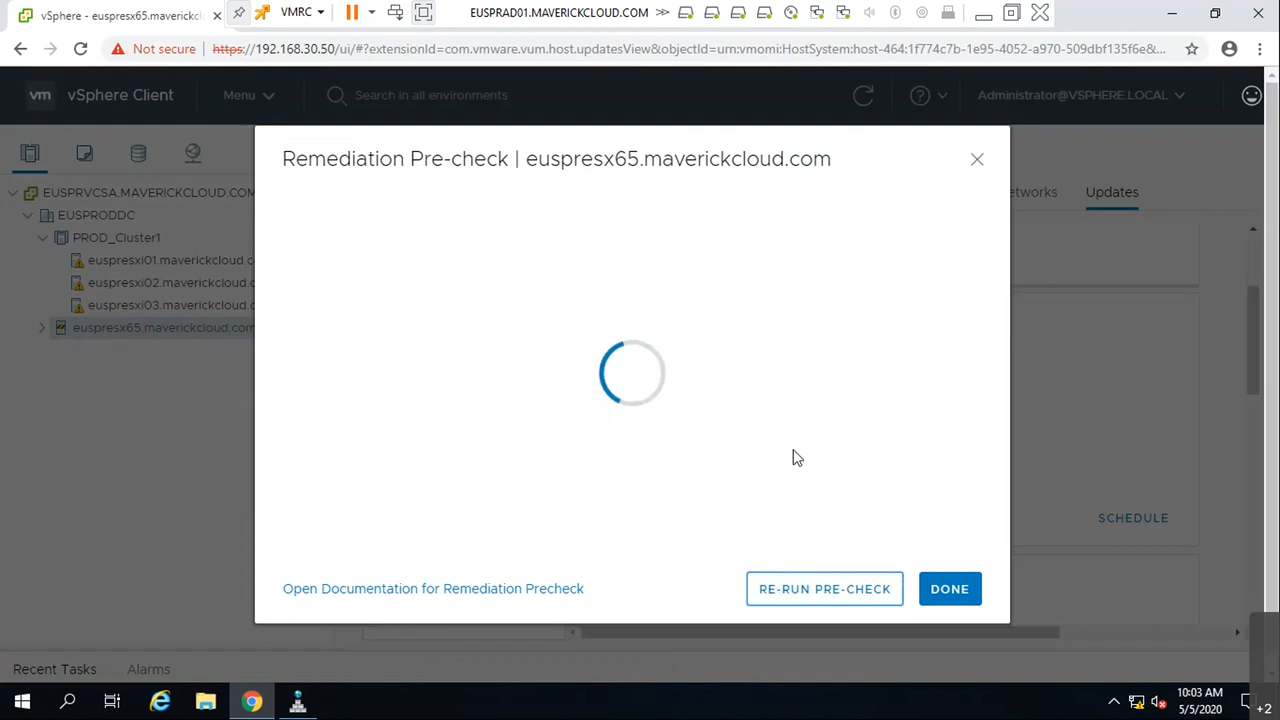 vSphere - euspresx65.maverickcl
VMRC
EUSPRAD01.MAVERICKCLOUD.COM
Not secure
https://192.168.30.50/ui/#?extensionId=com.vmware.vum.host.updatesView&objectId=urn:vmomi:HostSystem:host-464:1f774c7b-1e95-4052-a970-509dbf135f6e&...
vm
vSphere Client
Menu
Search in all environments
Administrator@VSPHERE.LOCAL
Remediation Pre-check | euspresx65.maverickcloud.com
EUSPRVCSA.MAVERICKCLOUD.COM
etworks
Updates
EUSPRODDC
PROD_Cluster1
euspresxi01.maverickcloud.c
euspresxi02.maverickcloud.
euspresxi03.maverickcloud.
euspresx65.maverickcloud.com
SCHEDULE
Open Documentation for Remediation Precheck
RE-RUN PRE-CHECK
DONE
Recent Tasks
Alarms
10:03 AM
5/5/2020
+2